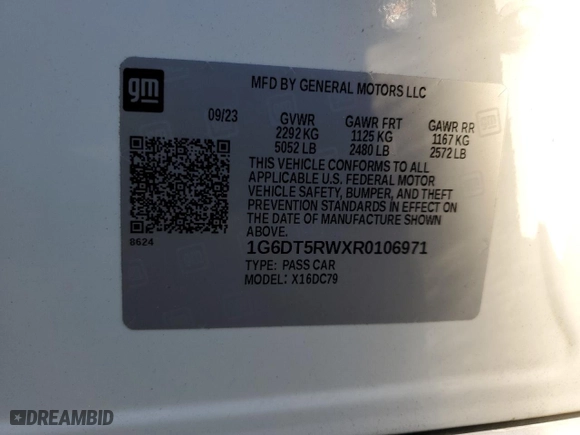 gm
MFD BY GENERAL MOTORS LLC
09/23 GVWR GAWR FRT GAWR RR
2292 KG 1125 KG 1167 KG
5052 LB 2480 LB 2572 LB
THIS VEHICLE CONFORMS TO ALL
APPLICABLE U.S. FEDERAL MOTOR
VEHICLE SAFETY, BUMPER, AND THEFT
PREVENTION STANDARDS IN EFFECT ON
THE DATE OF MANUFACTURE SHOWN
ABOVE.
8624
1G6DT5RWXR0106971
TYPE: PASS CAR
MODEL: X16DC79
DREAMBID